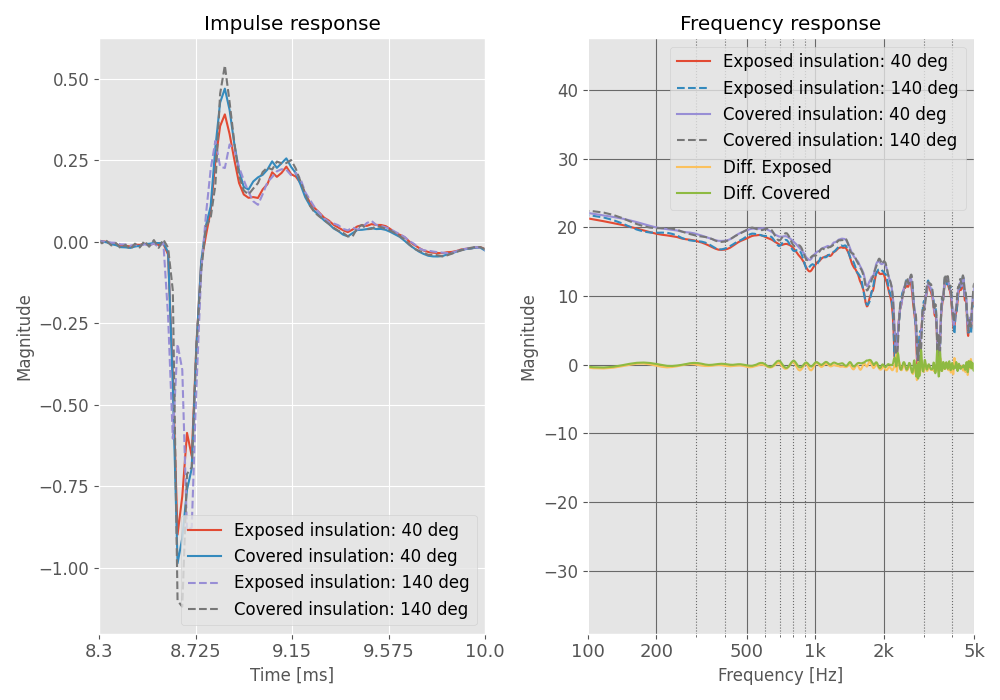 Impulse response
0.50
0.25
0.00
−0.25
−0.50
−0.75
−1.00
Magnitude
8.3
8.725
9.15
9.575
10.0
Time [ms]
Exposed insulation: 40 deg
Covered insulation: 40 deg
Exposed insulation: 140 deg
Covered insulation: 140 deg
Frequency response
40
30
20
10
0
−10
−20
−30
Magnitude
100
200
500
1k
2k
5k
Frequency [Hz]
Exposed insulation: 40 deg
Exposed insulation: 140 deg
Covered insulation: 40 deg
Covered insulation: 140 deg
Diff. Exposed
Diff. Covered